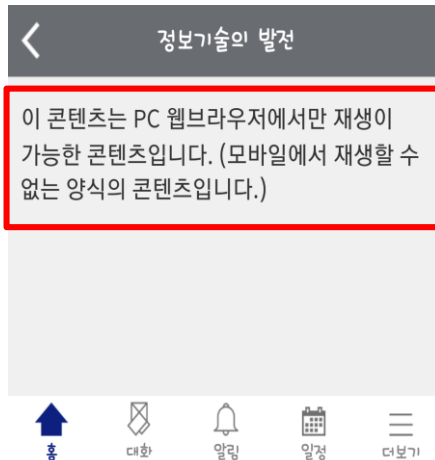 정보기술의 발전
이 콘텐츠는 PC 웹브라우저에서만 재생이
가능한 콘텐츠입니다. (모바일에서 재생할 수
없는 양식의 콘텐츠입니다.)
홈 대화 알림 일정 더보기